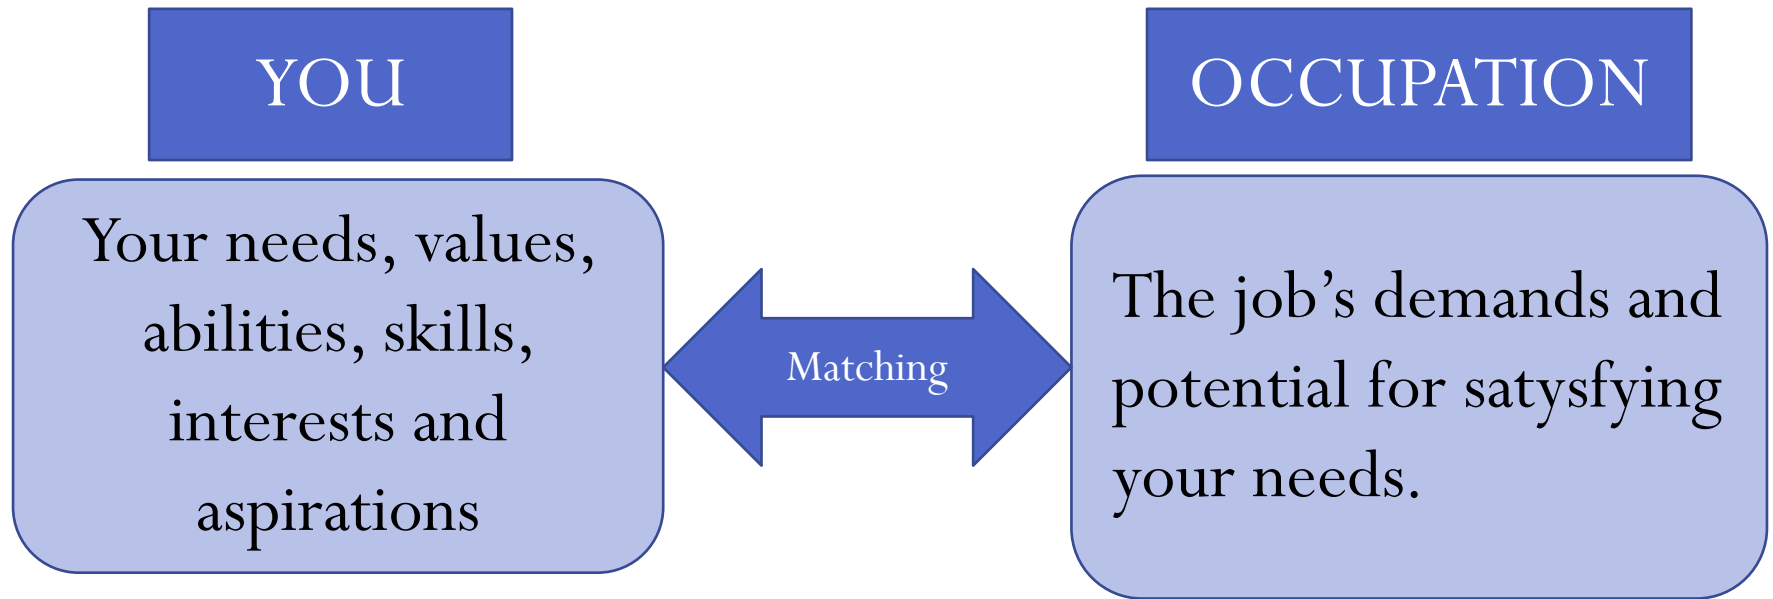 YOU
Your needs, values,
abilities, skills,
interests and
aspirations
Matching
OCCUPATION
The job’s demands and
potential for satysfying
your needs.